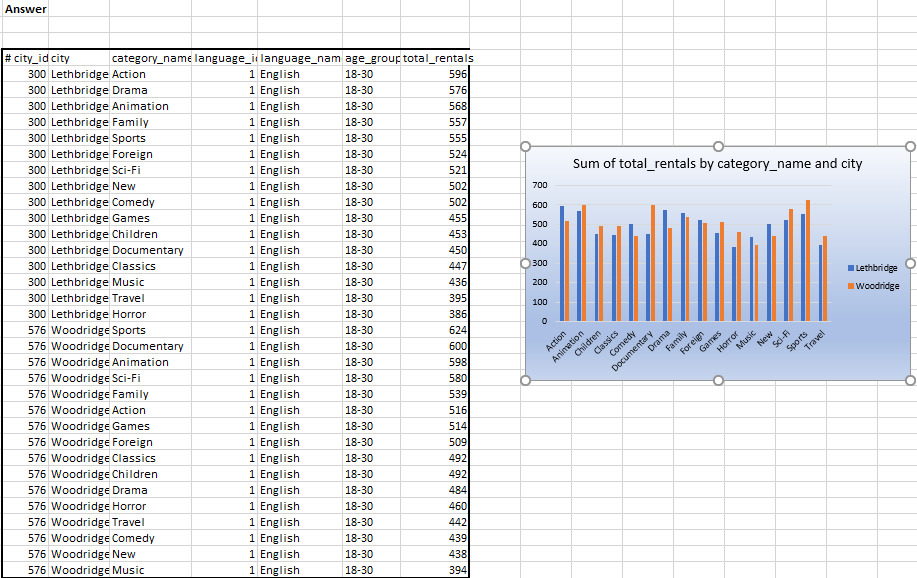 Answer
# city_id city category_name language_i language_nam age_group total_rentals
300 Lethbridge Action 1 English 18-30 596
300 Lethbridge Drama 1 English 18-30 576
300 Lethbridge Animation 1 English 18-30 568
300 Lethbridge Family 1 English 18-30 557
300 Lethbridge Sports 1 English 18-30 555
300 Lethbridge Foreign 1 English 18-30 524
300 Lethbridge Sci-Fi 1 English 18-30 521
300 Lethbridge New 1 English 18-30 502
300 Lethbridge Comedy 1 English 18-30 502
300 Lethbridge Games 1 English 18-30 455
300 Lethbridge Children 1 English 18-30 453
300 Lethbridge Documentary 1 English 18-30 450
300 Lethbridge Classics 1 English 18-30 447
300 Lethbridge Music 1 English 18-30 436
300 Lethbridge Travel 1 English 18-30 395
300 Lethbridge Horror 1 English 18-30 386
576 Woodridge Sports 1 English 18-30 624
576 Woodridge Documentary 1 English 18-30 600
576 Woodridge Animation 1 English 18-30 598
576 Woodridge Sci-Fi 1 English 18-30 580
576 Woodridge Family 1 English 18-30 539
576 Woodridge Action 1 English 18-30 516
576 Woodridge Games 1 English 18-30 514
576 Woodridge Foreign 1 English 18-30 509
576 Woodridge Classics 1 English 18-30 492
576 Woodridge Children 1 English 18-30 492
576 Woodridge Drama 1 English 18-30 484
576 Woodridge Horror 1 English 18-30 460
576 Woodridge Travel 1 English 18-30 442
576 Woodridge Comedy 1 English 18-30 439
576 Woodridge New 1 English 18-30 438
576 Woodridge Music 1 English 18-30 394
Sum of total_rentals by category_name and city
700
600
500
400
300
200
100
0
Action
Animation
Children
Classics
Comedy
Documentary
Drama
Family
Foreign
Games
Horror
Music
New
Sci-Fi
Sports
Travel
Lethbridge
Woodridge